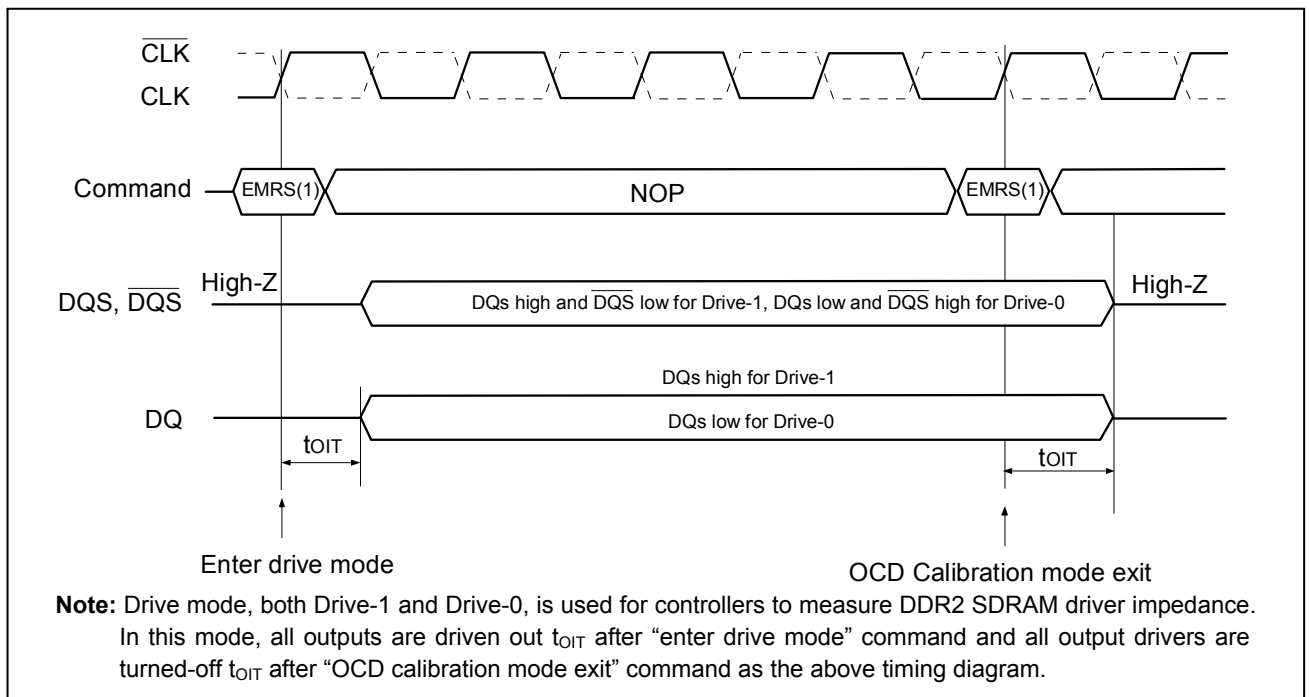 CLK
CLK
Command
EMRS(1)
NOP
EMRS(1)
DQS, DQS
High-Z
DQs high and DQS low for Drive-1, DQs low and DQS high for Drive-0
High-Z
DQs high for Drive-1
DQ
DQs low for Drive-0
tOIT
tOIT
Enter drive mode
OCD Calibration mode exit
Note: Drive mode, both Drive-1 and Drive-0, is used for controllers to measure DDR2 SDRAM driver impedance.
In this mode, all outputs are driven out tOIT after “enter drive mode” command and all output drivers are
turned-off tOIT after “OCD calibration mode exit” command as the above timing diagram.